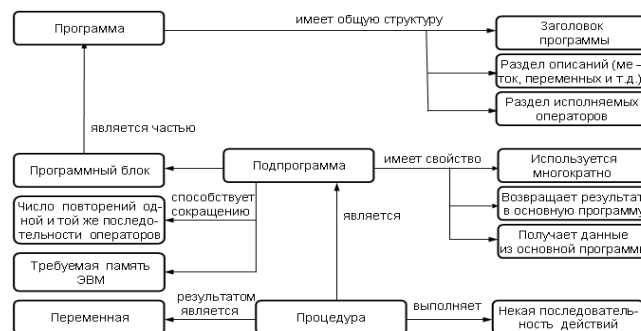 имеет общую структуру
Программа
Заголовок
программы
Раздел описаний (ме –
ток, переменных и т.д.)
Раздел исполняемых
операторов
является частью
Программный блок
Подпрограмма
имеет свойство
Используется
многократно
способствует
сокращению
Число повторений од
ной и той же последо
тельности операторов
является
Возвращает результат
в основную программу
Получает данные
из основной программ
Требуемая память
ЭВМ
результатом
является
Переменная
Процедура
выполняет
Некая последователь-
ность действий